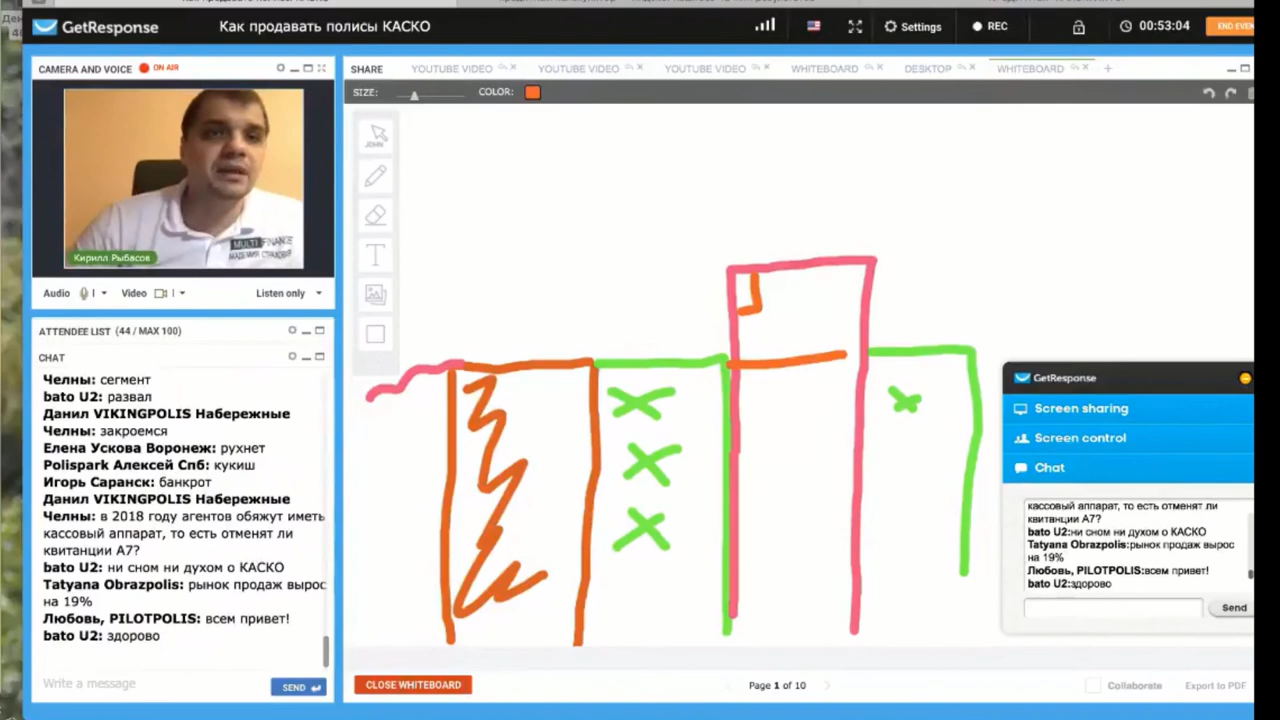 GetResponse
Как продавать полисы КАСКО
Settings
REC
00:53:04
END EVEN
CAMERA AND VOICE
ON AIR
SHARE
YOUTUBE VIDEO
YOUTUBE VIDEO
YOUTUBE VIDEO
WHITEBOARD
DESKTOP
WHITEBOARD
SIZE:
COLOR:
JOHN
T
MULTI FINANCE
Кирилл Рыбасов
Audio
Video
Listen only
ATTENDEE LIST (44 / MAX 100)
CHAT
Челны: сегмент
bato U2: развал
Данил VIKINGPOLIS Набережные
Челны: закроемся
Елена Ускова Воронеж: рухнет
Polispark Алексей Спб: кукиш
Игорь Саранск: банкрот
Данил VIKINGPOLIS Набережные
Челны: в 2018 году агентов обяжут иметь
кассовый аппарат, то есть отменят ли
квитанции А7?
bato U2: ни сном ни духом о КАСКО
Tatyana Obrazpolis: рынок продаж вырос
на 19%
Любовь, PILOTPOLIS: всем привет!
bato U2: здорово
Write a message
SEND
GetResponse
Screen sharing
Screen control
Chat
кассовый аппарат, то есть отменят ли
квитанции А7?
bato U2:ни сном ни духом о КАСКО
Tatyana Obrazpolis:рынок продаж вырос
на 19%
Любовь, PILOTPOLIS:всем привет!
bato U2:здорово
Send
CLOSE WHITEBOARD
Page 1 of 10
Collaborate
Export to PDF